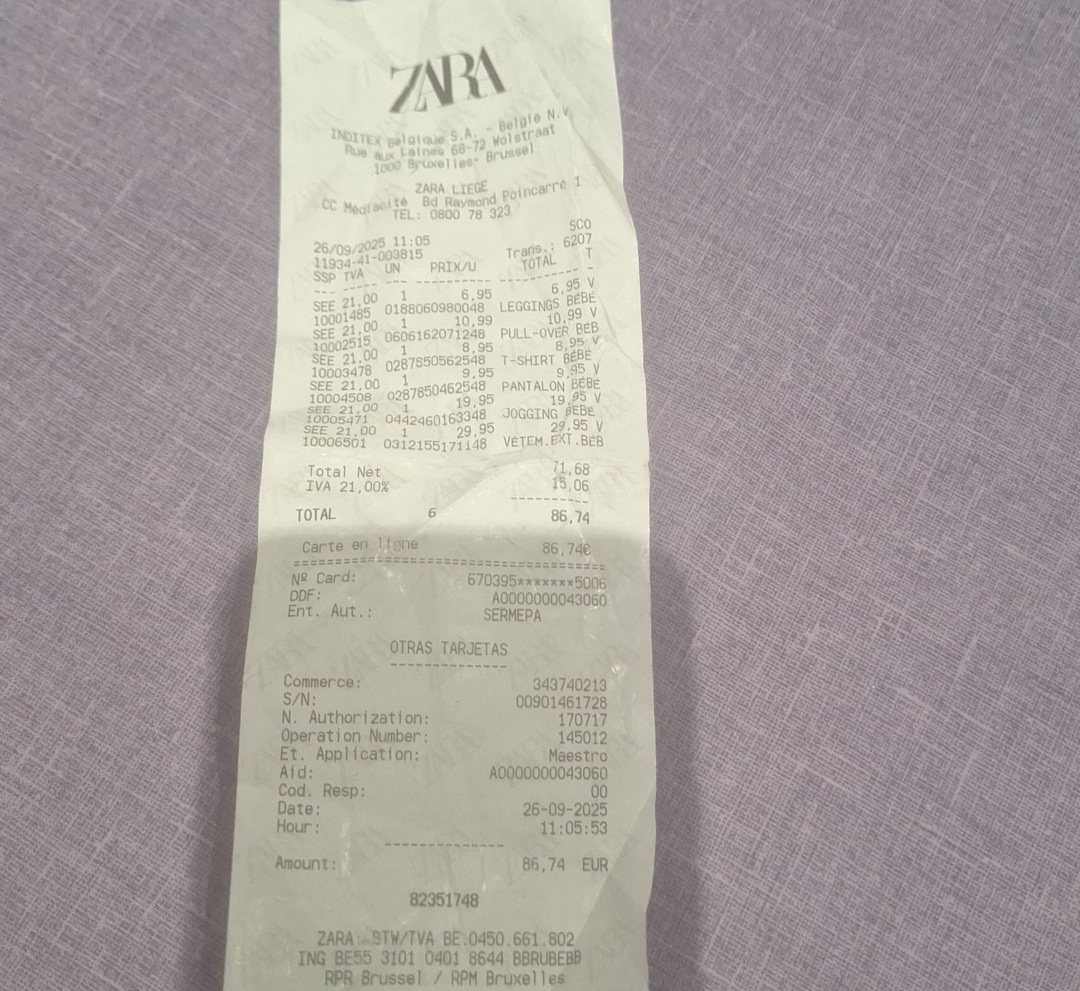 ZARA
INDITEX Belgique S.A. - Belgie N.V.
Rue aux Laines 68-72 Wolstraat
1000 Bruxelles- Brussel
ZARA LIEGE
CC Médiacité Bd Raymond Poincarré 1
TEL: 0800 78 323
SCO
26/09/2025 11:05 Trans.: 6207
11934-41-003815
SSP TVA UN PRIX/U TOTAL T
SEE 21,00 1 6,95 6,95 V
10001485 0188060980048 LEGGINGS BÉBÉ
SEE 21,00 1 10,99 10,99 V
10002515 0606162071248 PULL-OVER BÉB
SEE 21,00 1 8,95 8,95 V
10003478 0287850562548 T-SHIRT BÉBÉ
SEE 21,00 1 9,95 9,95 V
10004508 0287850462548 PANTALON BÉBÉ
SEE 21,00 1 19,95 19,95 V
10005471 0442460163348 JOGGING BÉBÉ
SEE 21,00 1 29,95 29,95 V
10006501 0312155171148 VÉTEM.EXT.BÉB
Total Net 71,68
IVA 21,00% 15,06
TOTAL 6 86,74
Carte en ligne 86,74€
Nº Card: 670395*******5006
DDF: A0000000043060
Ent. Aut.: SERMEPA
OTRAS TARJETAS
Commerce: 343740213
S/N: 00901461728
N. Authorization: 170717
Operation Number: 145012
Et. Application: Maestro
Aid: A0000000043060
Cod. Resp: 00
Date: 26-09-2025
Hour: 11:05:53
Amount: 86,74 EUR
82351748
ZARA: BTW/TVA BE.0450.661.802
ING BE55 3101 0401 8644 BBRUBEBB
RPR Brussel / RPM Bruxelles